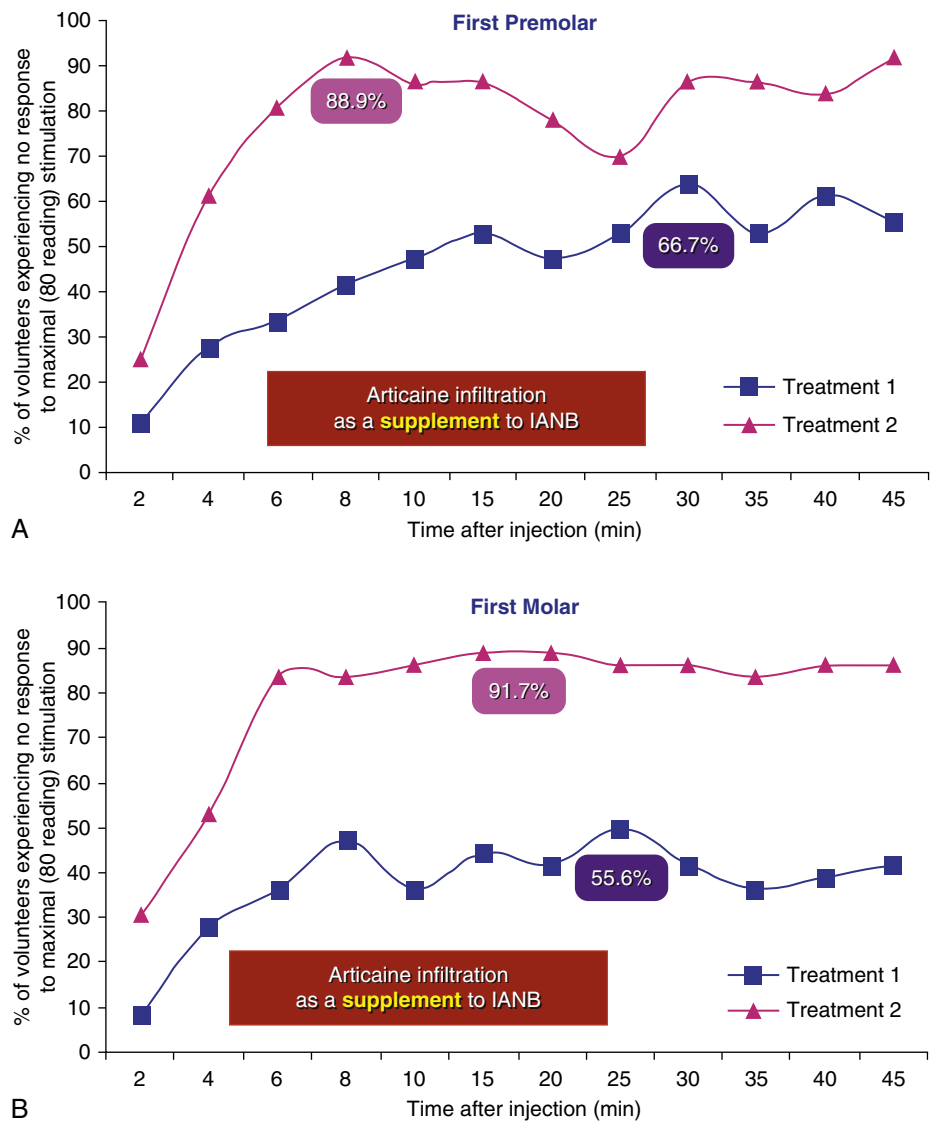 First Premolar
% of volunteers experiencing no response
to maximal (80 reading) stimulation
100
90
80
70
60
50
40
30
20
10
0
88.9%
66.7%
Articaine infiltration
as a supplement to IANB
Treatment 1
Treatment 2
2 4 6 8 10 15 20 25 30 35 40 45
Time after injection (min)
A
First Molar
% of volunteers experiencing no response
to maximal (80 reading) stimulation
100
90
80
70
60
50
40
30
20
10
0
91.7%
55.6%
Articaine infiltration
as a supplement to IANB
Treatment 1
Treatment 2
2 4 6 8 10 15 20 25 30 35 40 45
Time after injection (min)
B